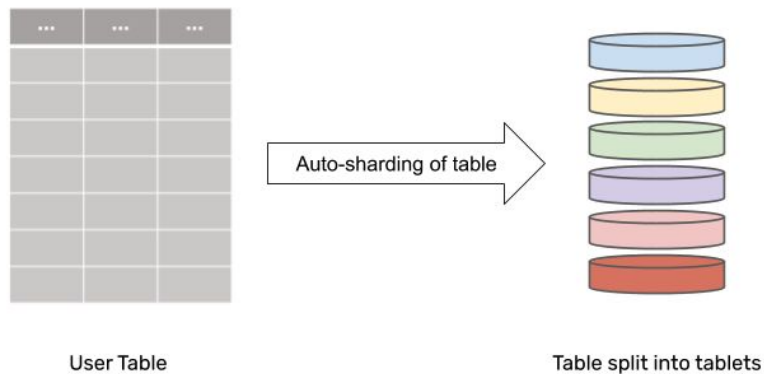 ... ... ...
Auto-sharding of table
User Table
Table split into tablets